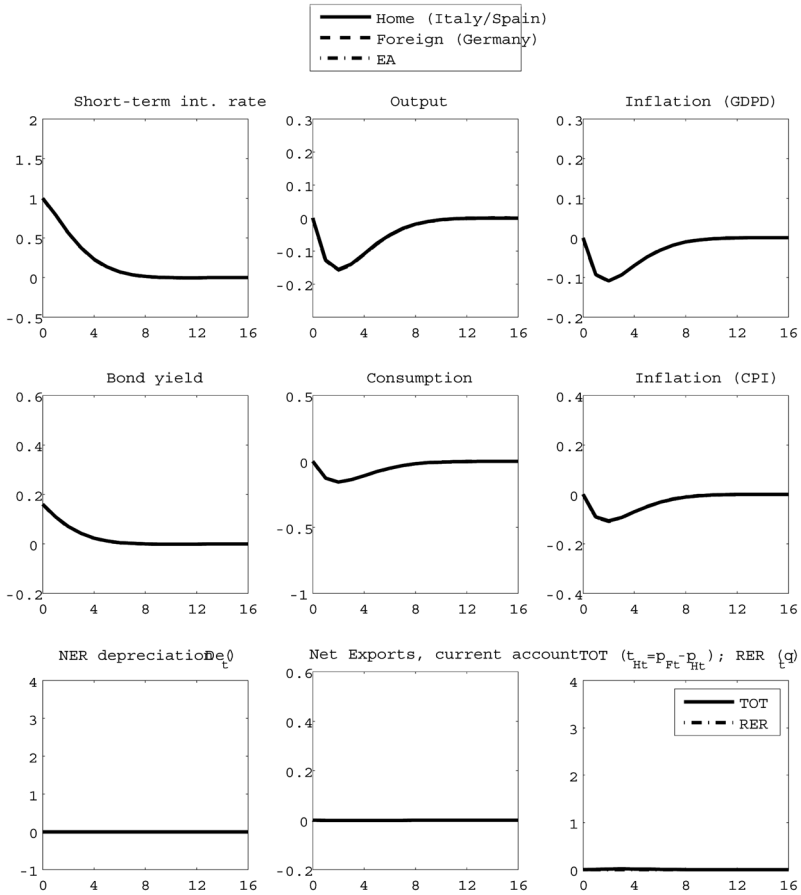 Home (Italy/Spain)
Foreign (Germany)
EA
Short-term int. rate
Output
Inflation (GDPD)
2
1.5
1
0.5
0
-0.5
0 4 8 12 16
0.3
0.2
0.1
0
-0.1
-0.2
0 4 8 12 16
0.3
0.2
0.1
0
-0.1
-0.2
0 4 8 12 16
Bond yield
Consumption
Inflation (CPI)
0.6
0.4
0.2
0
-0.2
0 4 8 12 16
0.5
0
-0.5
-1
0 4 8 12 16
0.4
0.2
0
-0.2
-0.4
0 4 8 12 16
NER depreciation (De_t)
Net Exports, current account
TOT (t_Ht=p_Ft-p_Ht); RER (q_t)
4
3
2
1
0
-1
0 4 8 12 16
0.6
0.4
0.2
0
-0.2
0 4 8 12 16
4
3
2
1
0
0 4 8 12 16
TOT
RER